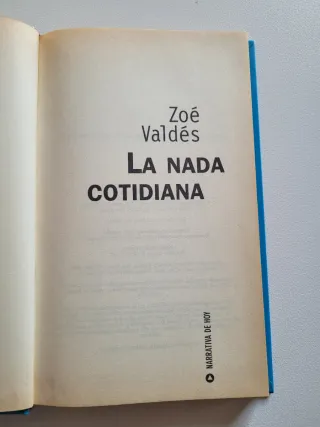 Zoé
Valdés
LA NADA
COTIDIANA
NARRATIVA DE HOY